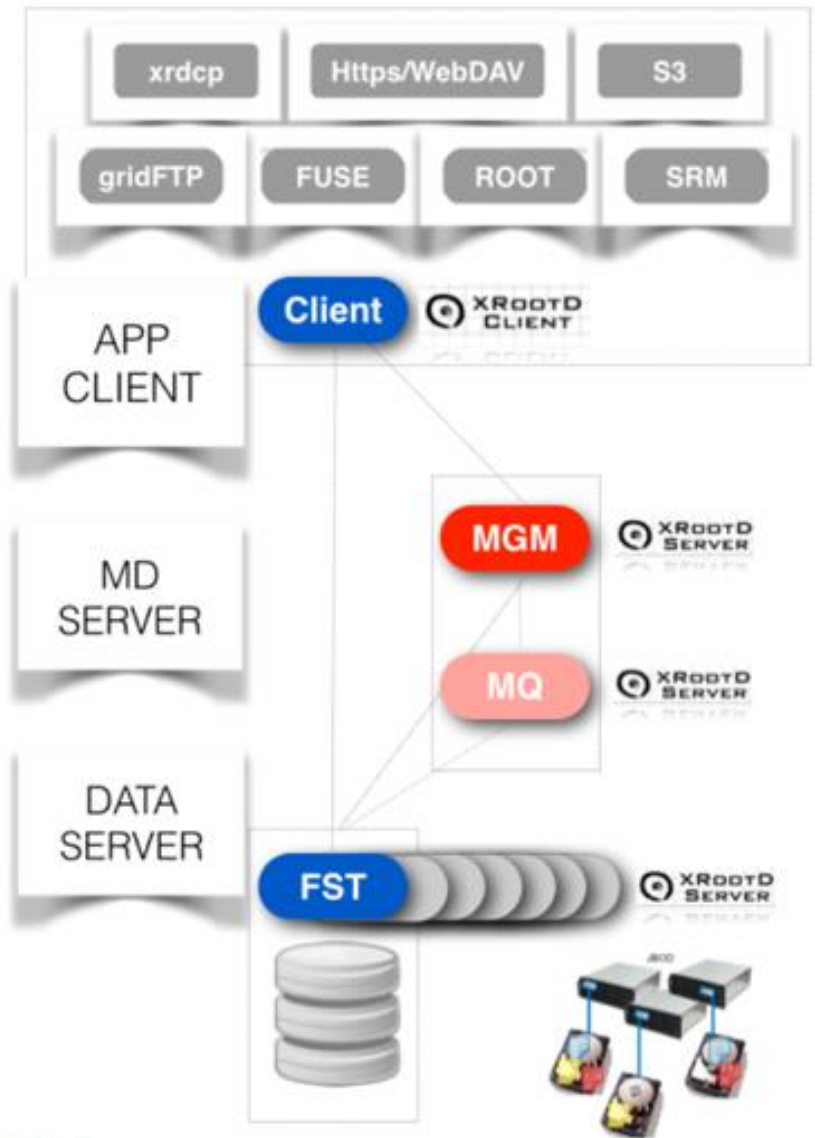 xrdcp Https/WebDAV S3
gridFTP FUSE ROOT SRM
APP
CLIENT
Client
XROOTD
CLIENT
MD
SERVER
MGM
XROOTD
SERVER
MQ
XROOTD
SERVER
DATA
SERVER
FST
XROOTD
SERVER
JBOD